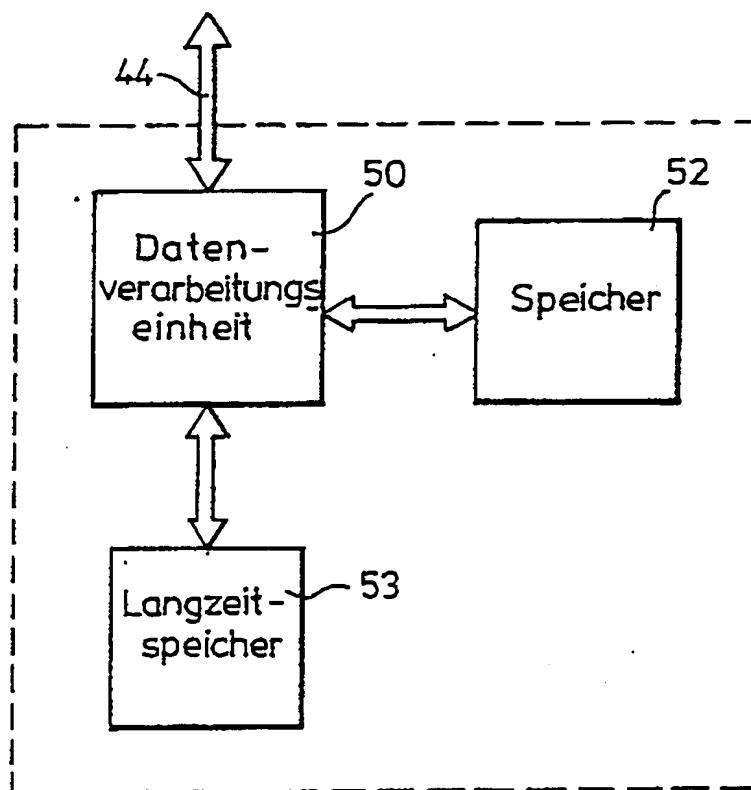 44
50
52
Daten-
verarbeitungs
einheit
Speicher
53
Langzeit-
speicher